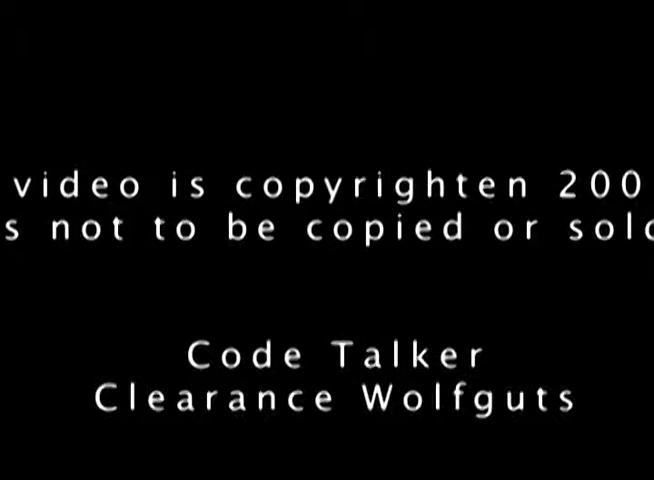 video is copyrighten 200
s not to be copied or sol
Code Talker
Clearance Wolfguts